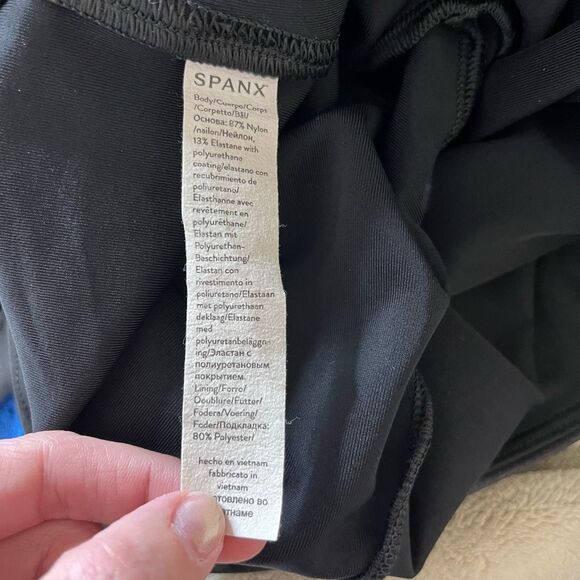 SPANX
Body/Cuerpo/Corps
/Corpetto/Bål/
Основа: 87% Nylon
/nailon/Нейлон,
13% Elastane with
polyurethane
coating/elastano con
recubrimiento de
poliuretano/
Elasthanne avec
revêtement en
polyuréthane/
Elastan mit
Polyurethan-
Beschichtung/
Elastan con
rivestimento in
poliuretano/Elastaan
met polyurethaan
deklaag/Elastane
med
polyuretanbeläggn-
ing/Эластан с
полиуретановым
покрытием.
Lining/Forro/
Doublure/Futter/
Fodera/Voering/
Foder/Подкладка:
80% Polyester/
hecho en vietnam
fabbricato in
vietnam
отовлено во
тнаме